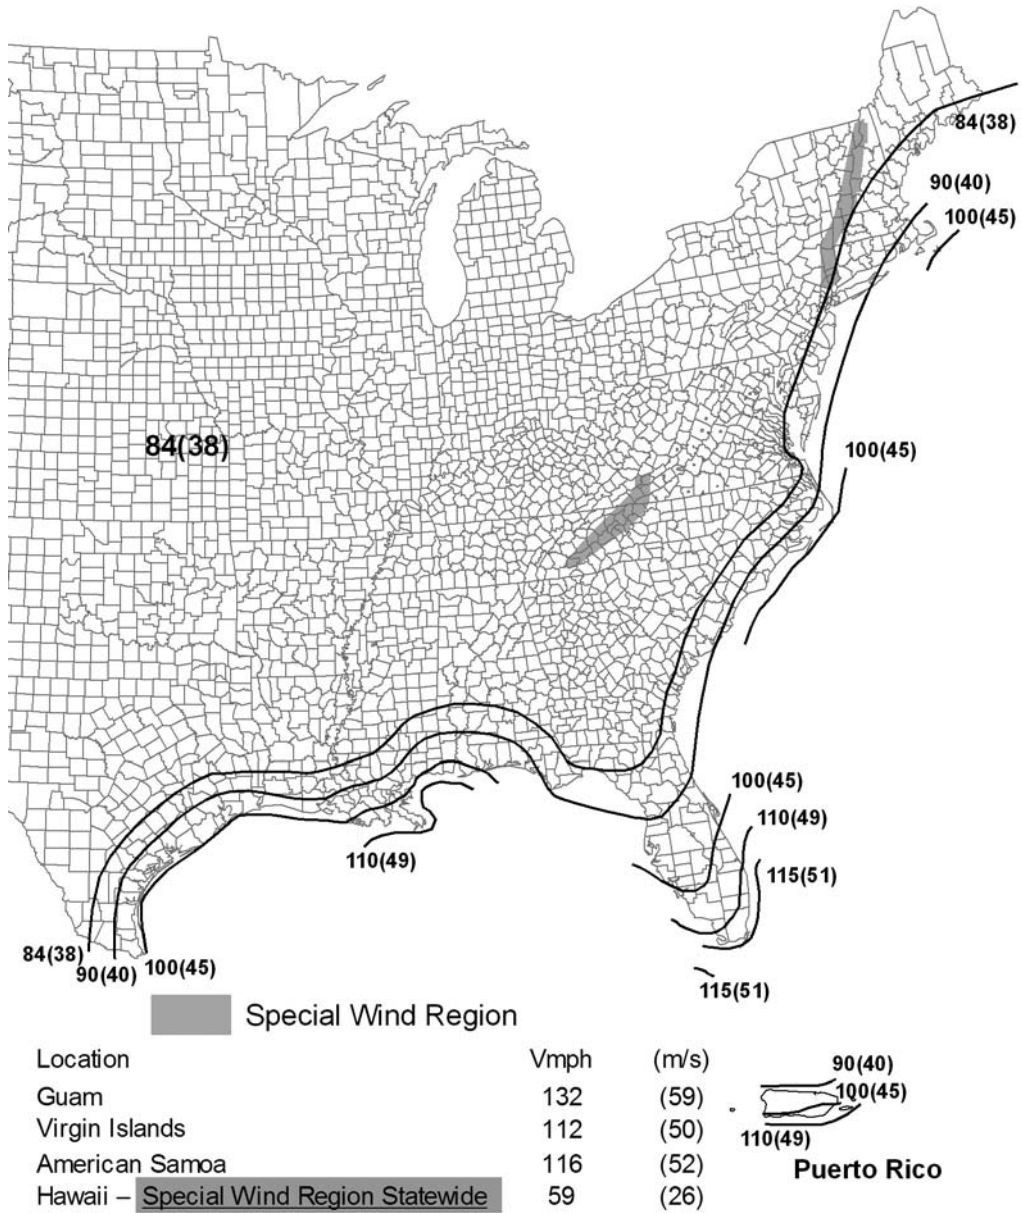 84(38)
90(40)
100(45)
84(38)
100(45)
100(45)
110(49)
110(49)
115(51)
84(38)
90(40)
100(45)
115(51)
Special Wind Region
Location Vmph (m/s)
90(40)
Guam 132 (59)
100(45)
Virgin Islands 112 (50)
110(49)
American Samoa 116 (52)
Puerto Rico
Hawaii – Special Wind Region Statewide 59 (26)